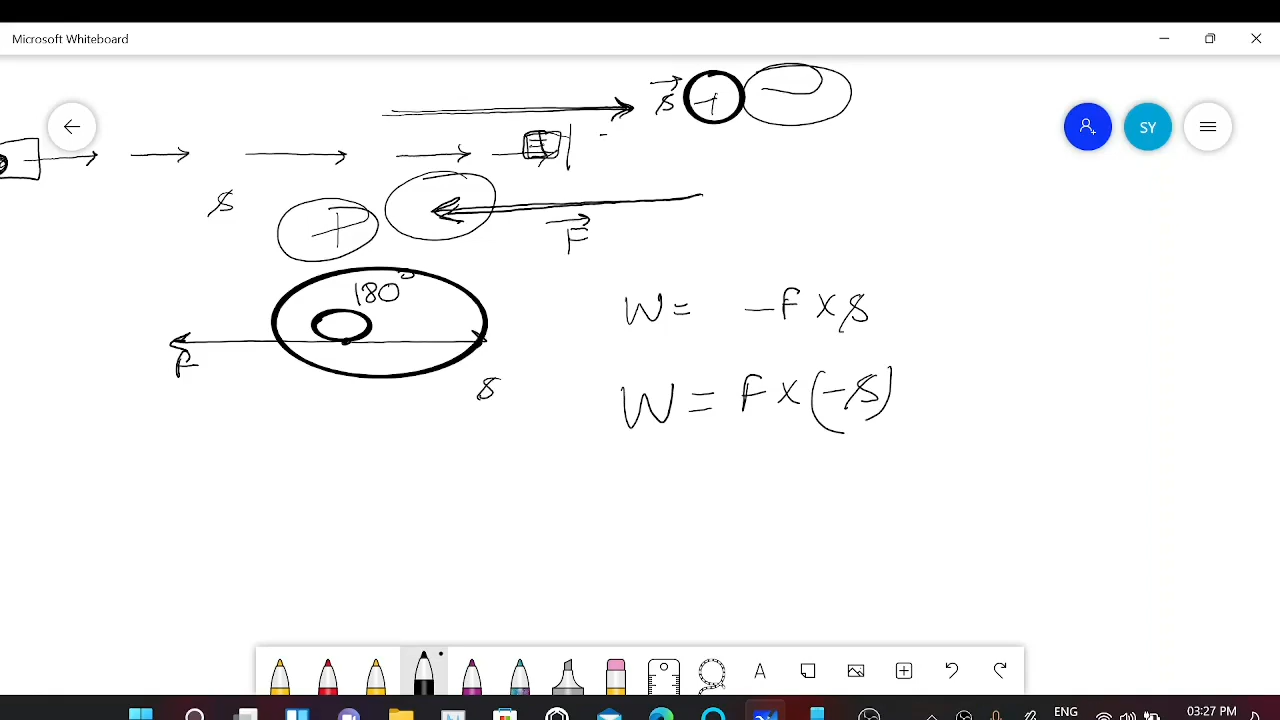 Microsoft Whiteboard
s +
SY
s
F
180°
W = -F x s
F
s
W = F x (-s)
A
ENG
03:27 PM